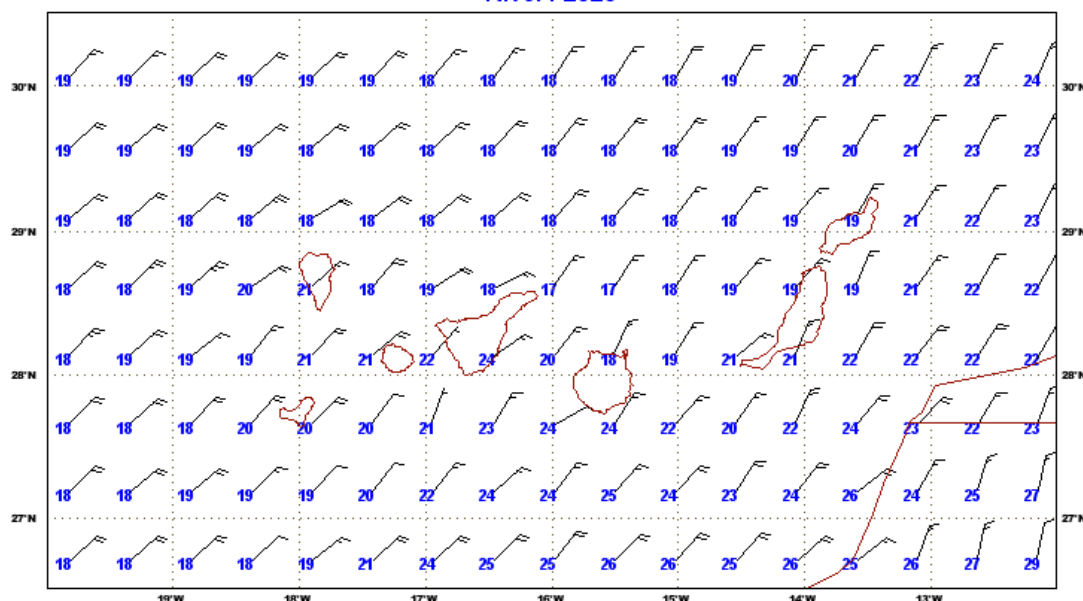 19 19 19 19 19 19 18 18 18 18 18 19 20 21 22 23 24
30°N 30°N
19 19 19 19 18 18 18 18 18 18 18 19 19 20 21 23 23
19 18 18 18 18 18 18 18 17 18 18 18 19 19 21 22 23
29°N 29°N
18 18 19 20 21 18 19 18 17 17 18 19 19 19 21 22 22
18 19 19 19 21 21 22 24 20 18 19 21 21 22 22 22 22
28°N 28°N
18 18 18 20 20 20 21 23 24 24 22 20 22 24 23 22 23
18 18 19 19 19 20 22 24 24 25 24 23 24 26 24 25 27
27°N 27°N
18 18 18 18 19 21 24 25 25 26 25 25 26 25 26 27 29
19°W 18°W 17°W 16°W 15°W 14°W 13°W